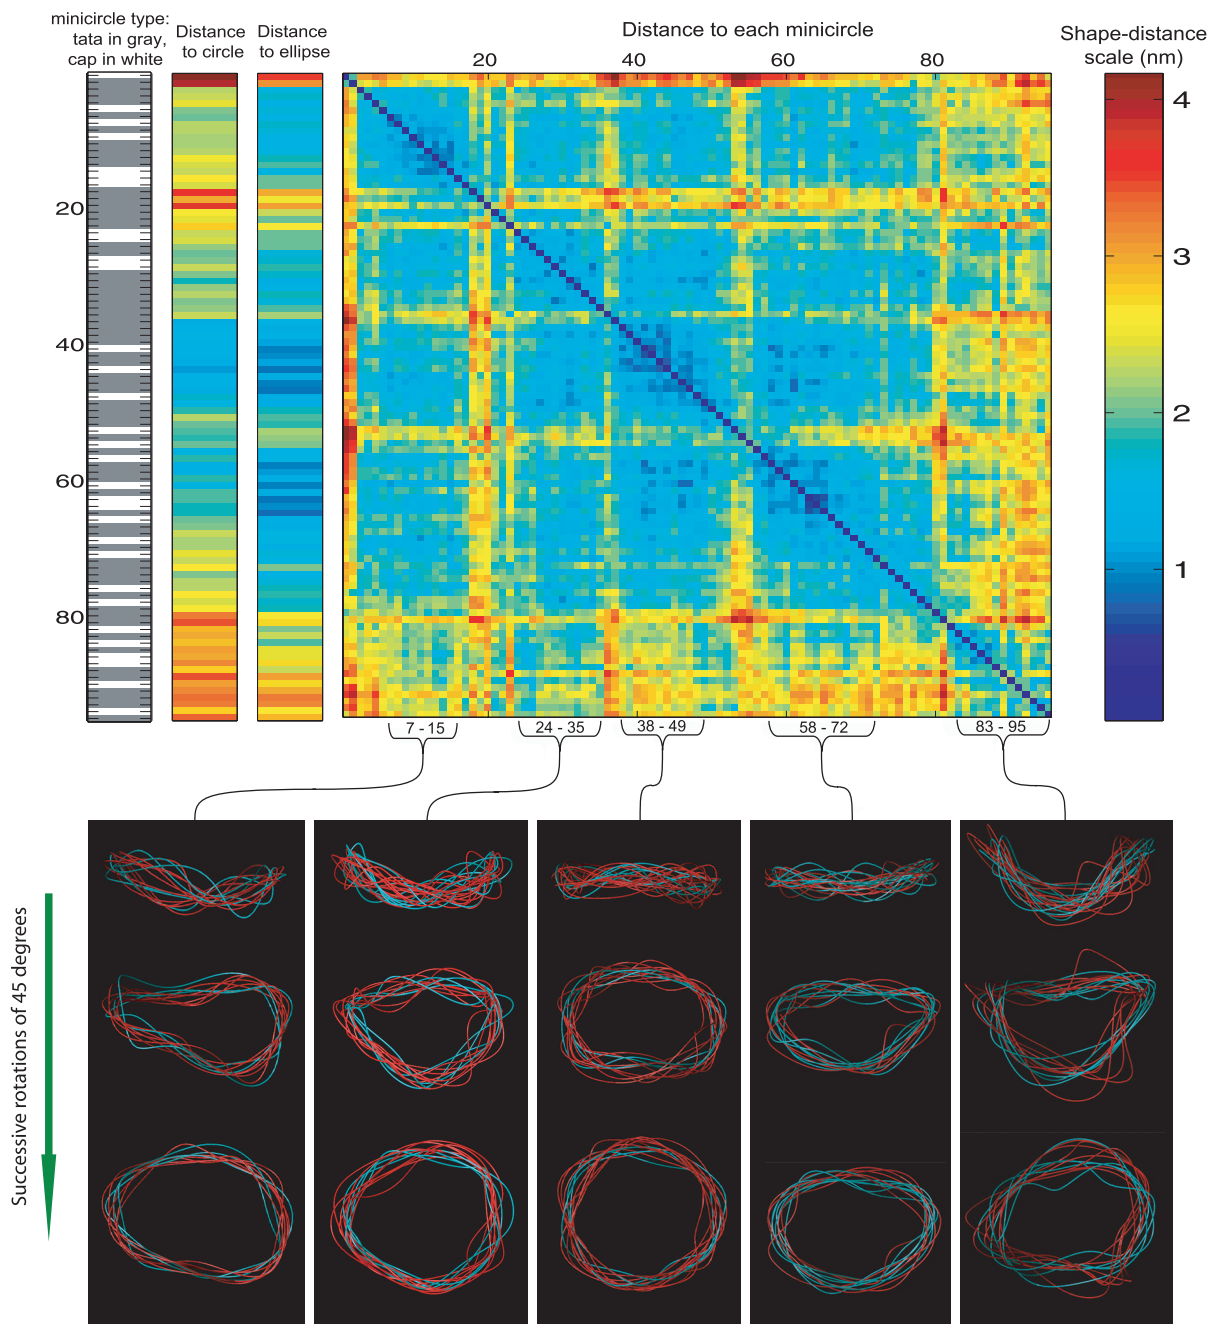 minicircle type:
tata in gray,
cap in white
Distance
to circle
Distance
to ellipse
Distance to each minicircle
Shape-distance
scale (nm)
20 40 60 80
20
40
60
80
4
3
2
1
7 - 15 24 - 35 38 - 49 58 - 72 83 - 95
Successive rotations of 45 degrees